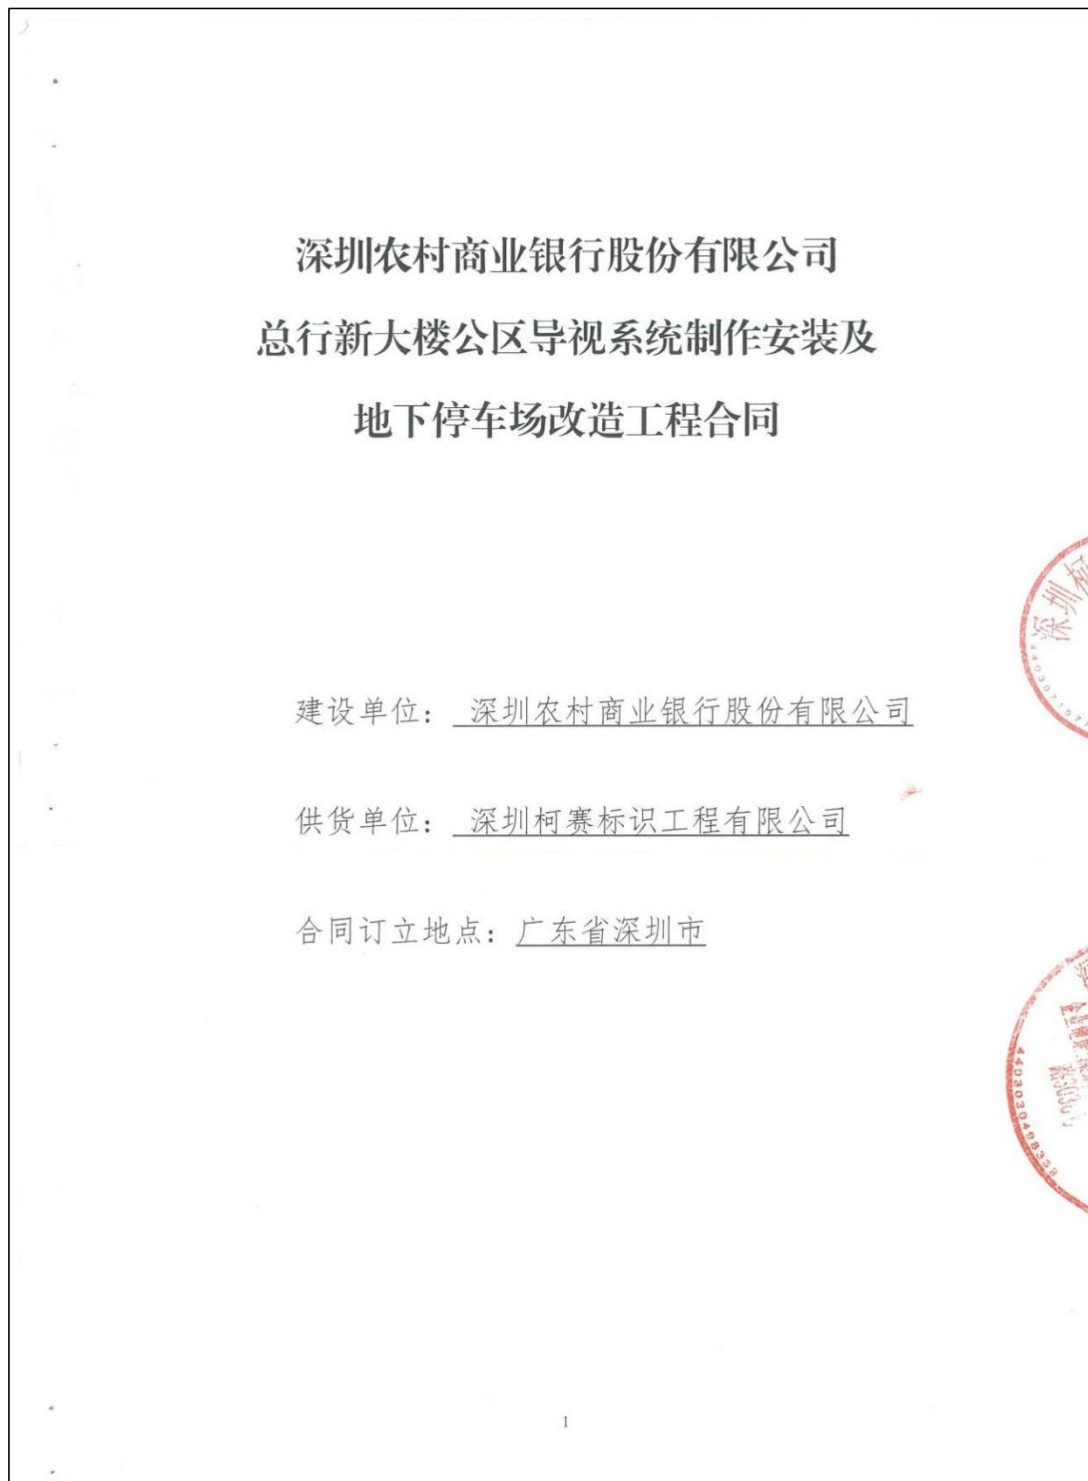 深圳农村商业银行股份有限公司
总行新大楼公区导视系统制作安装及
地下停车场改造工程合同
深圳柯
建设单位：深圳农村商业银行股份有限公司
供货单位：深圳柯赛标识工程有限公司
合同订立地点：广东省深圳市
4403030498332
1